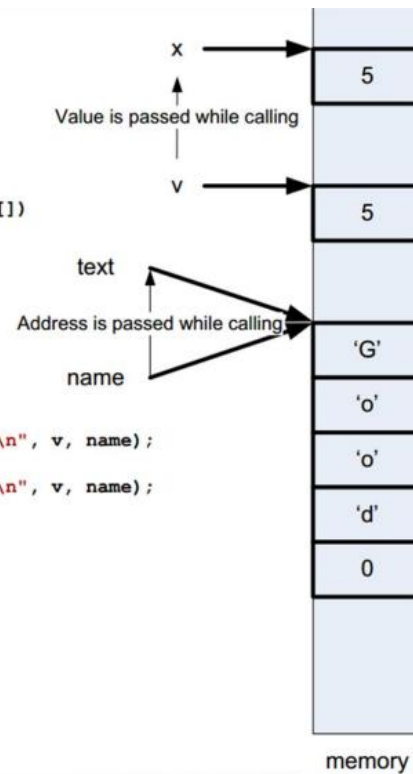 x
5
Value is passed while calling
v
5
[])
text
Address is passed while calling
'G'
name
'o'
\n", v, name);
'o'
\n", v, name);
'd'
0
memory